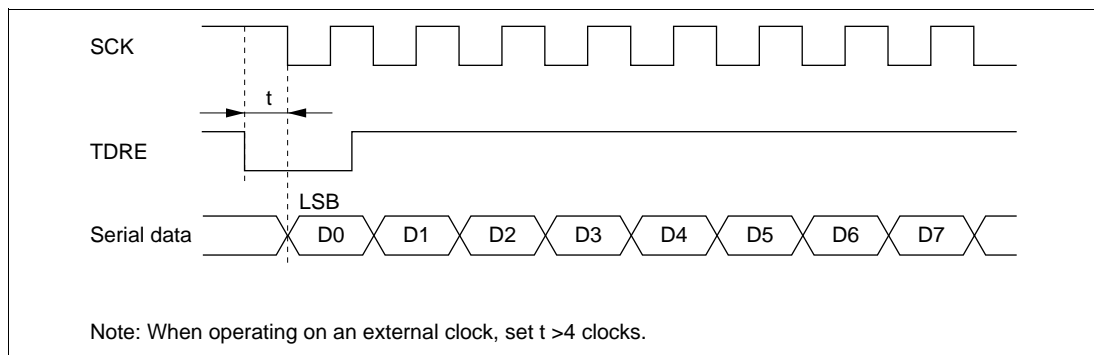 SCK
t
TDRE
LSB
Serial data D0 D1 D2 D3 D4 D5 D6 D7
Note: When operating on an external clock, set t >4 clocks.